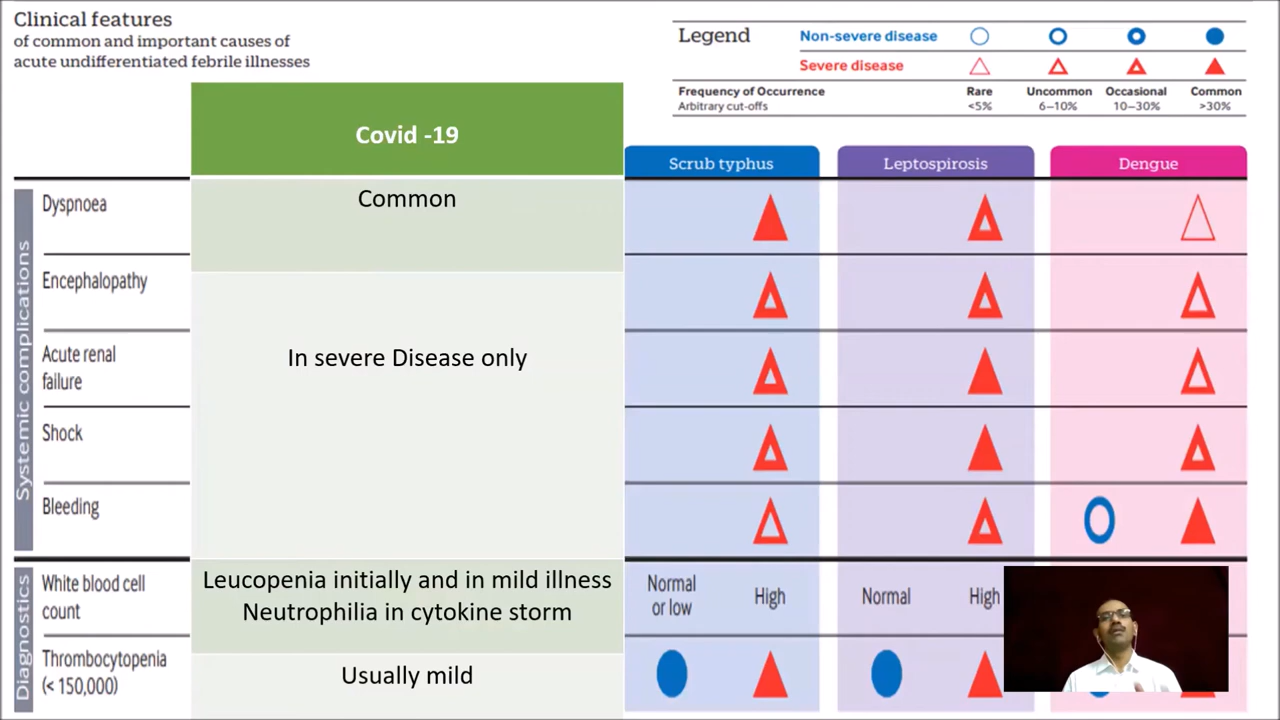 Clinical features
of common and important causes of
acute undifferentiated febrile illnesses
Legend
Non-severe disease
Severe disease
Frequency of Occurrence
Arbitrary cut-offs
Rare
<5%
Uncommon
6–10%
Occasional
10–30%
Common
>30%
Covid -19
Scrub typhus
Leptospirosis
Dengue
Systemic complications
Dyspnoea
Common
Encephalopathy
In severe Disease only
Acute renal
failure
Shock
Bleeding
Diagnostics
White blood cell
count
Leucopenia initially and in mild illness
Neutrophilia in cytokine storm
Normal
or low
High
Normal
High
Thrombocytopenia
(< 150,000)
Usually mild